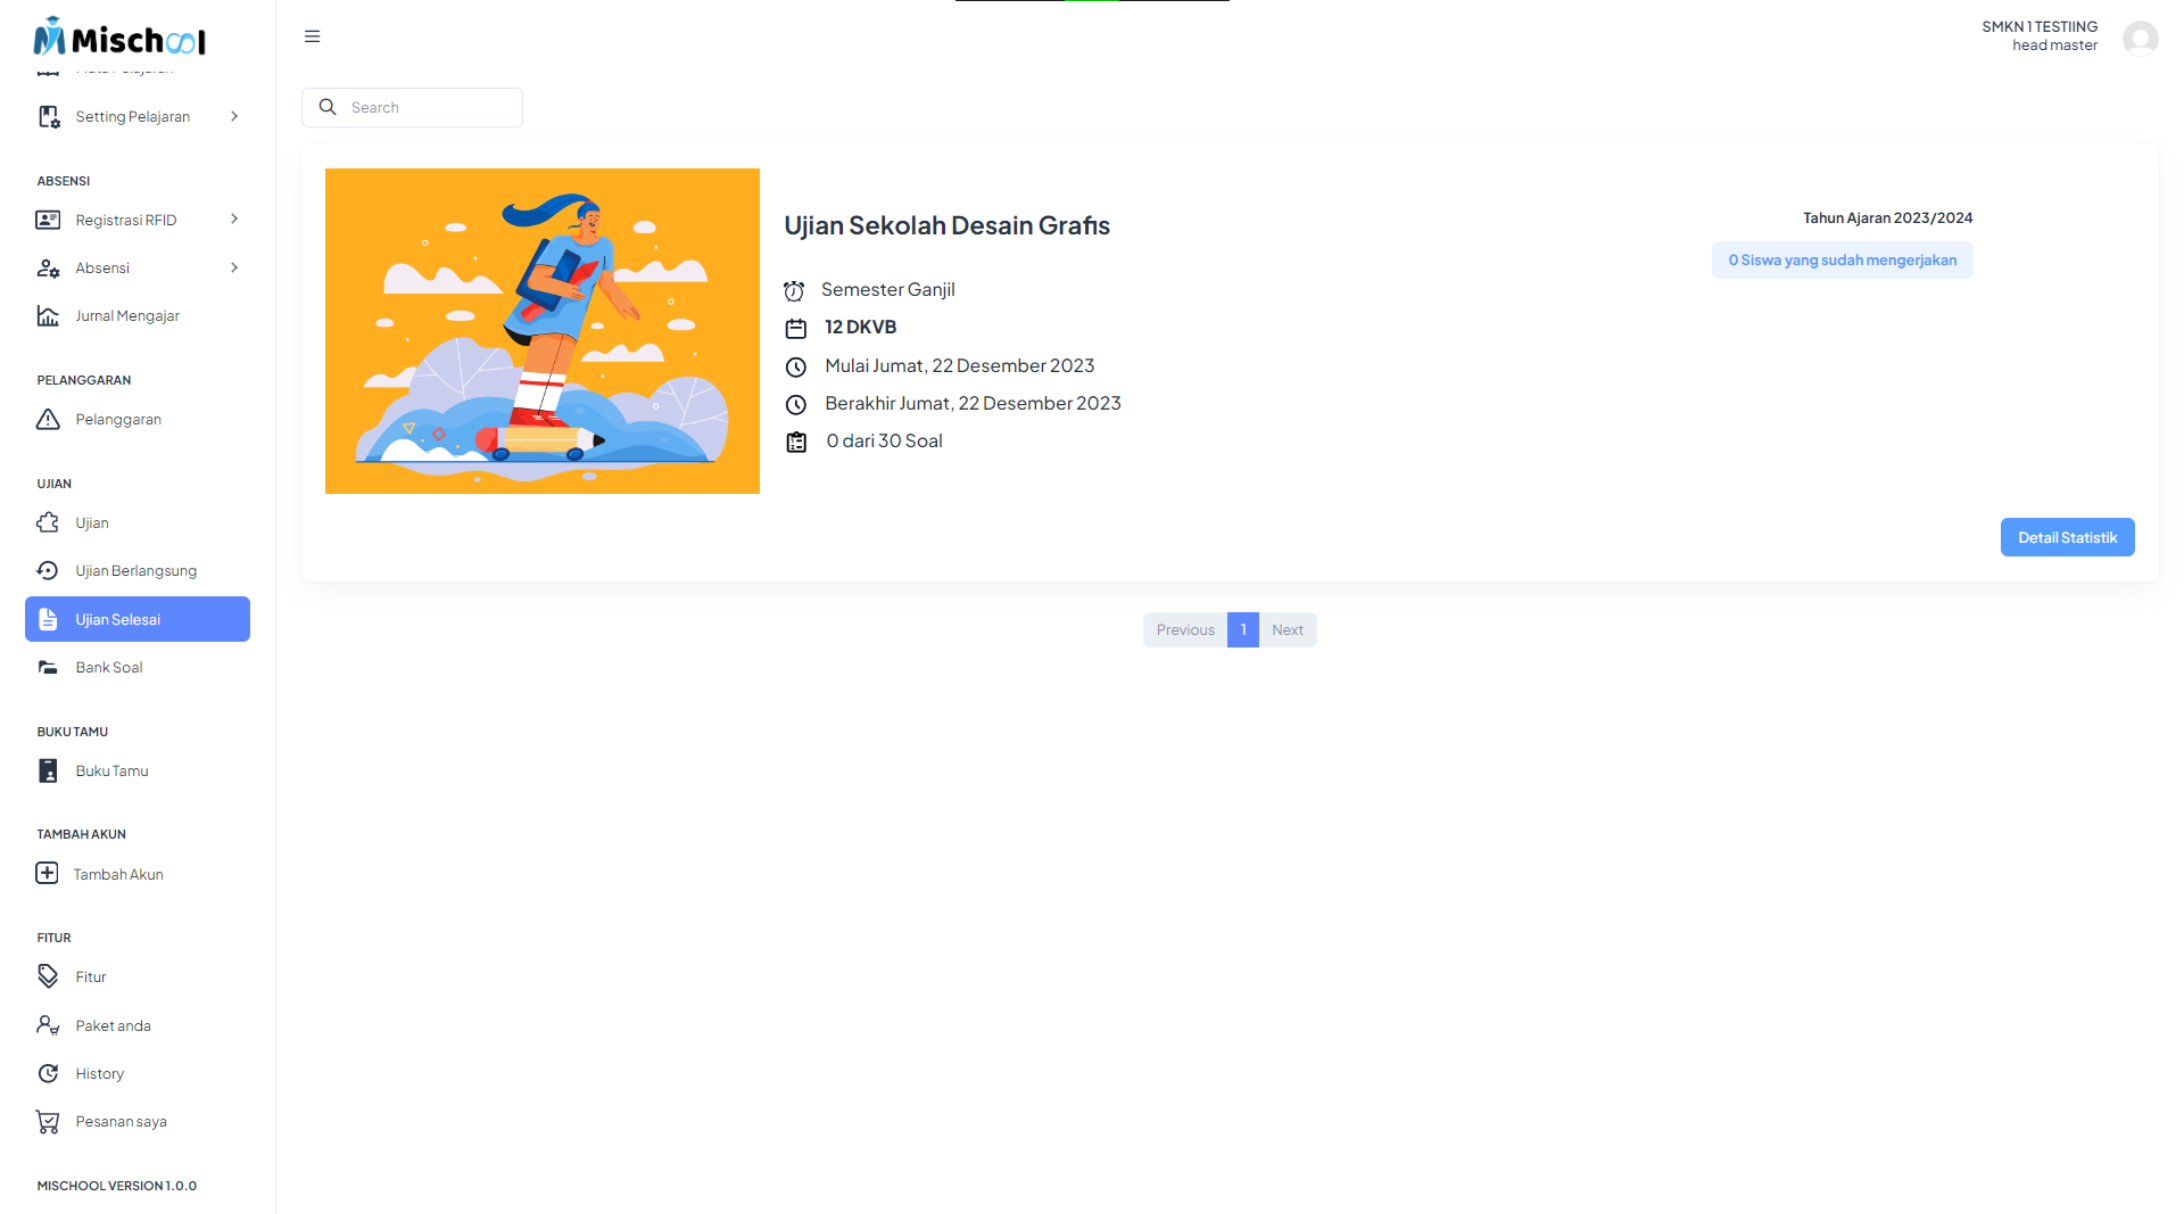 Mischool
SMKN 1 TESTIING
head master
Search
Setting Pelajaran
ABSENSI
Registrasi RFID
Absensi
Jurnal Mengajar
PELANGGARAN
Pelanggaran
UJIAN
Ujian
Ujian Berlangsung
Ujian Selesai
Bank Soal
BUKU TAMU
Buku Tamu
TAMBAH AKUN
Tambah Akun
FITUR
Fitur
Paket anda
History
Pesanan saya
MISCHOOL VERSION 1.0.0
Ujian Sekolah Desain Grafis
Semester Ganjil
12 DKVB
Mulai Jumat, 22 Desember 2023
Berakhir Jumat, 22 Desember 2023
0 dari 30 Soal
Tahun Ajaran 2023/2024
0 Siswa yang sudah mengerjakan
Detail Statistik
Previous 1 Next